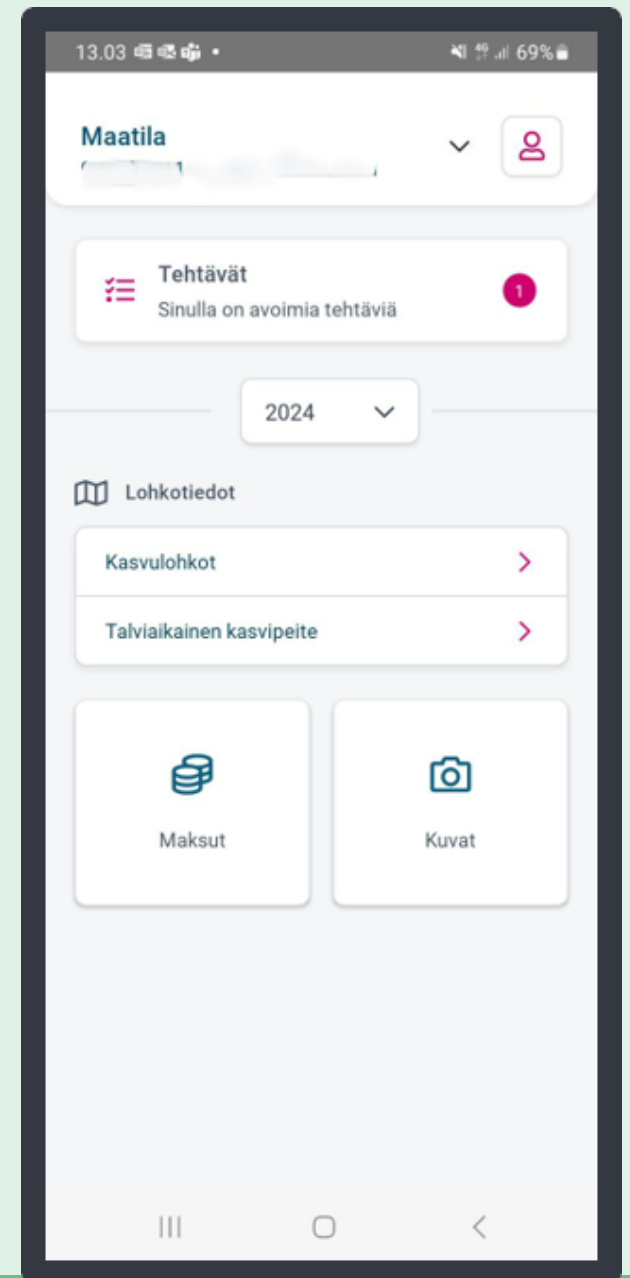 13.03 69%
Maatila
Tehtävät
Sinulla on avoimia tehtäviä
1
2024
Lohkotiedot
Kasvulohkot
Talviaikainen kasvipeite
Maksut Kuvat